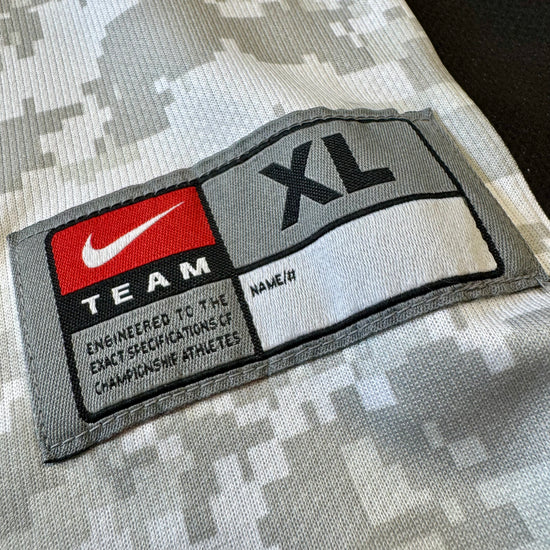 XL
TEAM
NAME/#
ENGINEERED TO THE
EXACT SPECIFICATIONS OF
CHAMPIONSHIP ATHLETES